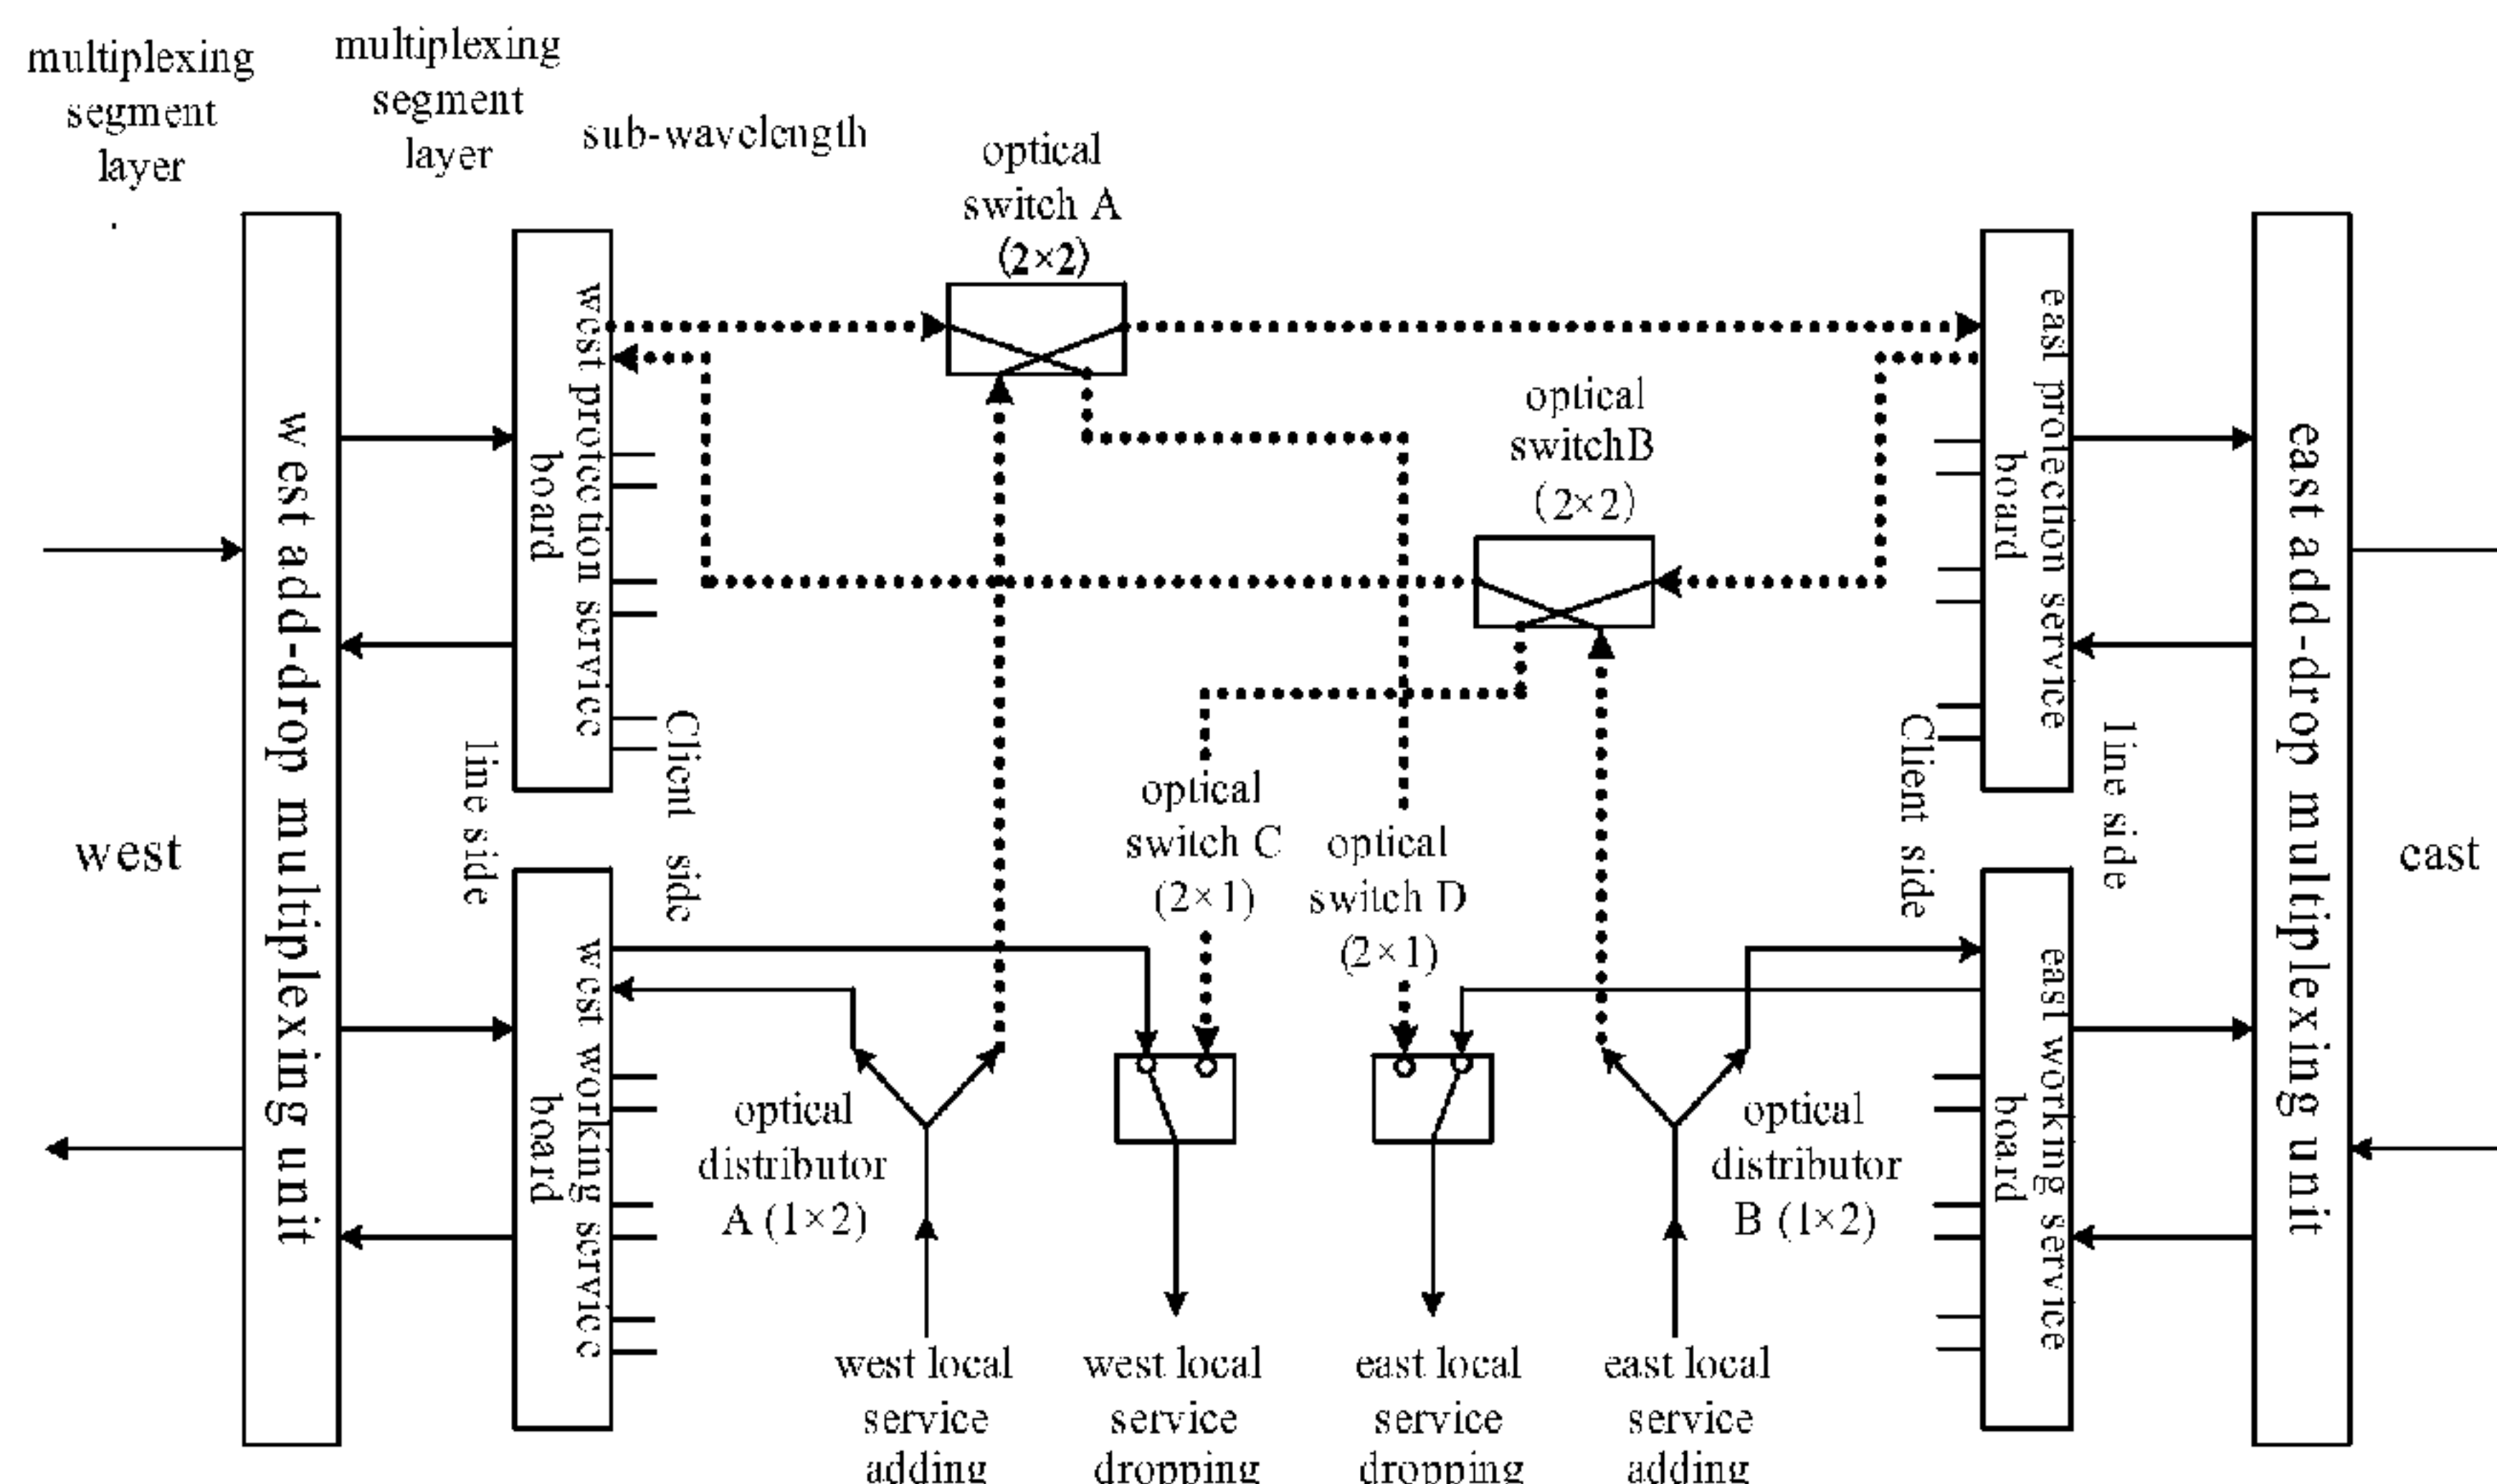 multiplexing
segment
layer
multiplexing
segment
layer
sub-wavelength
optical
switch A
(2×2)
optical
switchB
(2×2)
west add-drop multiplexing unit
west protection service
board
line side
Client side
east protection service
board
Client side
line side
east add-drop multiplexing unit
west
east
optical
switch C
(2×1)
optical
switch D
(2×1)
west working service
board
optical
distributor
A (1×2)
optical
distributor
B (1×2)
east working service
board
west local
service
adding
west local
service
dropping
east local
service
dropping
east local
service
adding